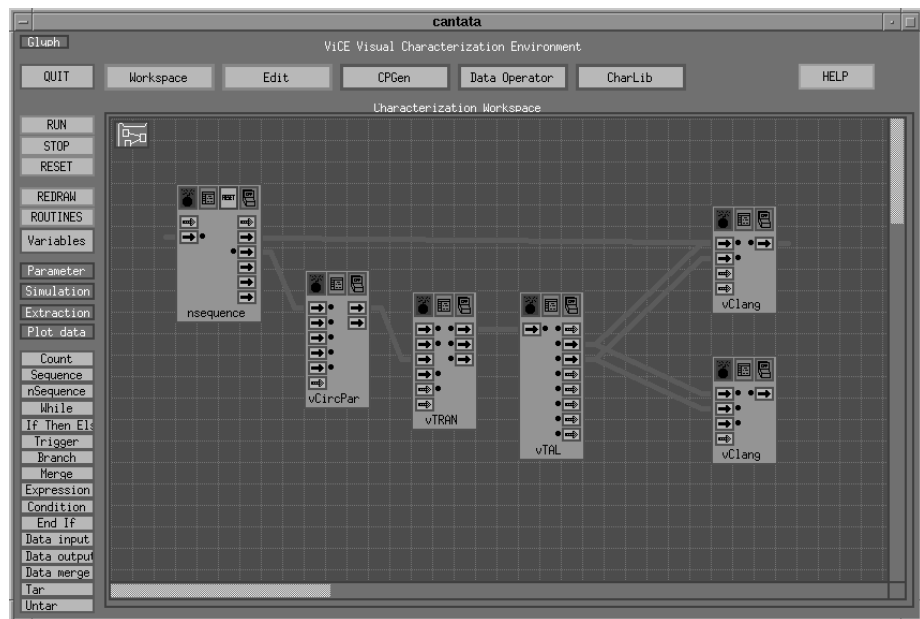 cantata
Glyph
ViCE Visual Characterization Environment
QUIT
Workspace
Edit
CPGen
Data Operator
CharLib
HELP
Characterization Workspace
RUN
STOP
RESET
REDRAW
ROUTINES
Variables
Parameter
Simulation
Extraction
Plot data
Count
Sequence
nSequence
While
If Then Els
Trigger
Branch
Merge
Expression
Condition
End If
Data input
Data output
Data merge
Tar
Untar
RESET
nsequence
vCircPar
vTRAN
vTAL
vClang
vClang